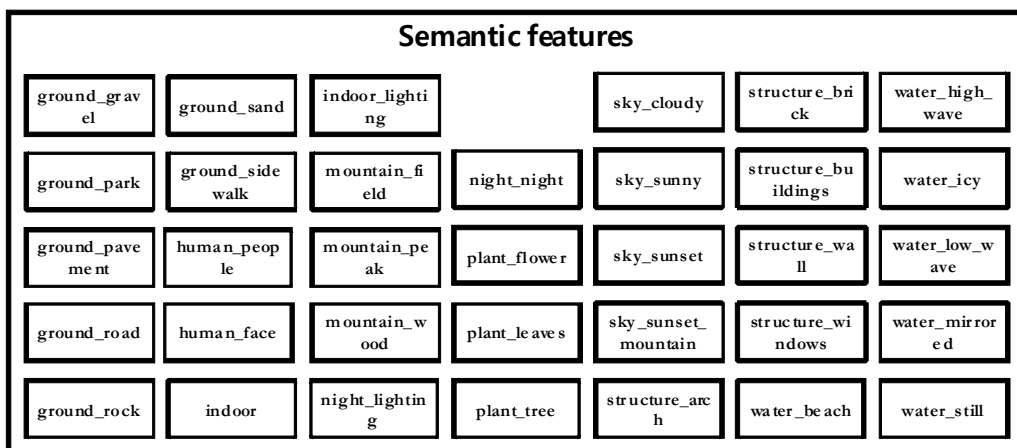 Semantic features
ground_grav
el
ground_sand
indoor_lighti
ng
sky_cloudy
structure_bri
ck
water_high_
wave
ground_park
ground_side
walk
mountain_fi
eld
night_night
sky_sunny
structure_bu
ildings
water_icy
ground_pave
ment
human_peop
le
mountain_pe
ak
plant_flower
sky_sunset
structure_wa
ll
water_low_w
ave
ground_road
human_face
mountain_w
ood
plant_leaves
sky_sunset_
mountain
structure_wi
ndows
water_mirror
ed
ground_rock
indoor
night_lightin
g
plant_tree
structure_arc
h
water_beach
water_still